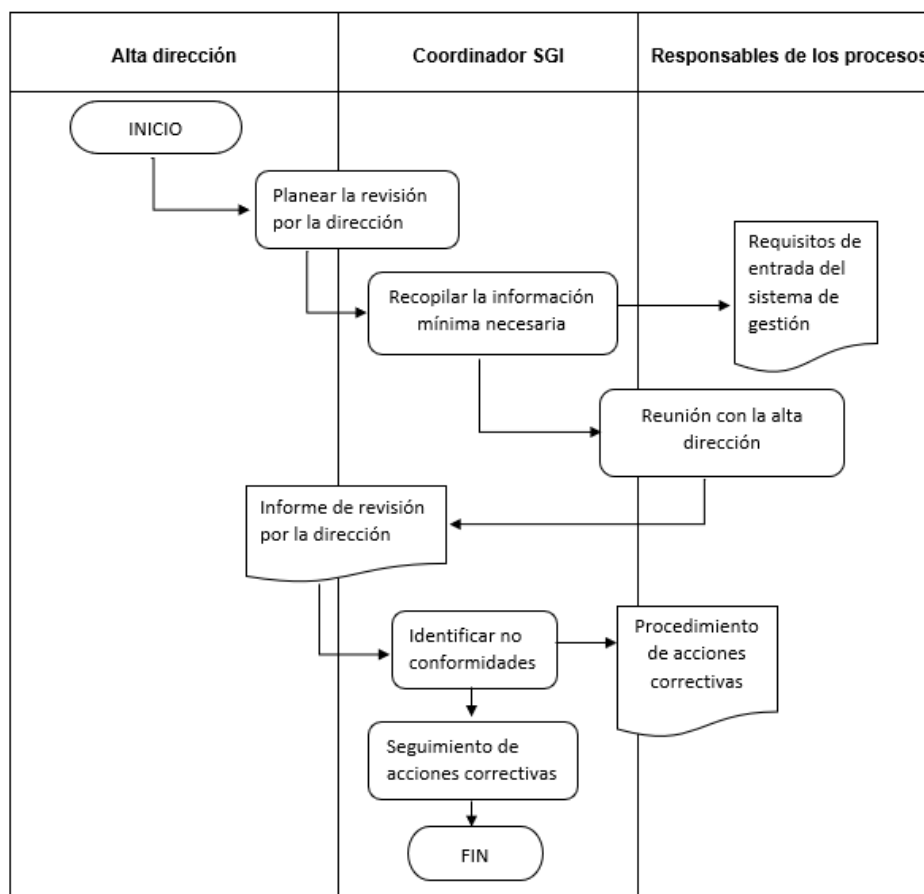 Alta dirección
Coordinador SGI
Responsables de los procesos
INICIO
Planear la revisión
por la dirección
Recopilar la información
mínima necesaria
Requisitos de
entrada del
sistema de
gestión
Reunión con la alta
dirección
Informe de revisión
por la dirección
Identificar no
conformidades
Procedimiento
de acciones
correctivas
Seguimiento de
acciones correctivas
FIN